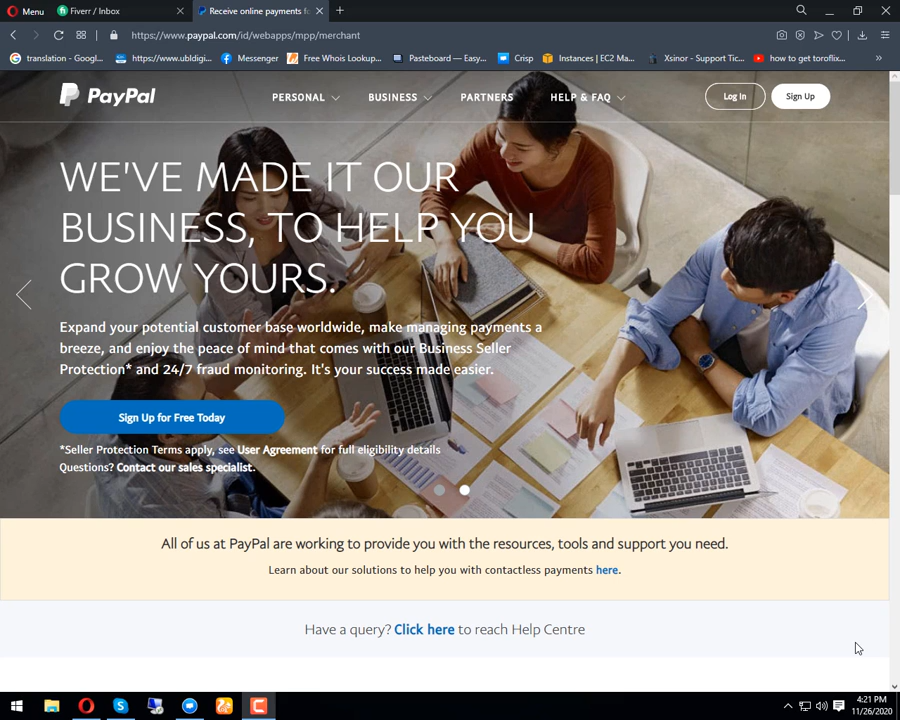 Menu
Fiverr / Inbox
Receive online payments fo
https://www.paypal.com/id/webapps/mpp/merchant
translation - Googl...
https://www.ubldigi...
Messenger
Free Whois Lookup...
Pasteboard — Easy...
Crisp
Instances | EC2 Ma...
Xsinor - Support Tic...
how to get toroflix...
PayPal
PERSONAL
BUSINESS
PARTNERS
HELP & FAQ
Log In
Sign Up
WE'VE MADE IT OUR
BUSINESS, TO HELP YOU
GROW YOURS.
Expand your potential customer base worldwide, make managing payments a
breeze, and enjoy the peace of mind that comes with our Business Seller
Protection* and 24/7 fraud monitoring. It's your success made easier.
Sign Up for Free Today
*Seller Protection Terms apply, see User Agreement for full eligibility details
Questions? Contact our sales specialist.
All of us at PayPal are working to provide you with the resources, tools and support you need.
Learn about our solutions to help you with contactless payments here.
Have a query? Click here to reach Help Centre
4:21 PM
11/26/2020